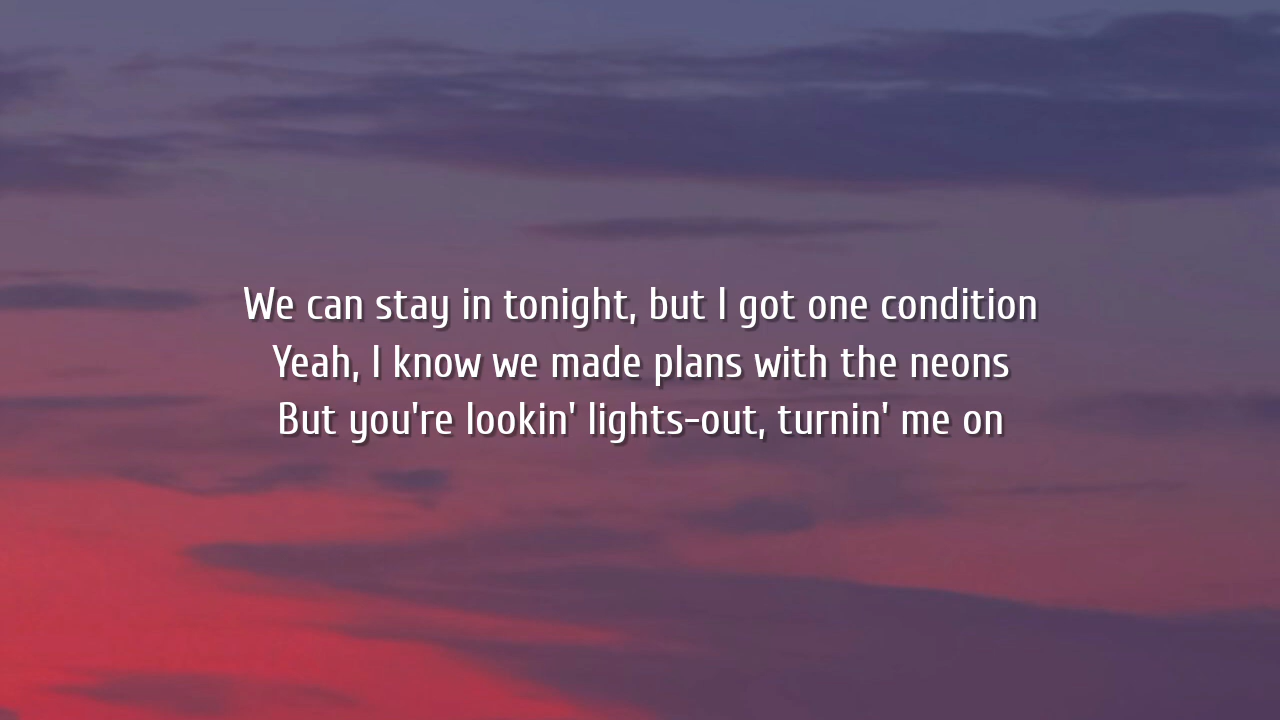 We can stay in tonight, but I got one condition
Yeah, I know we made plans with the neons
But you're lookin' lights-out, turnin' me on